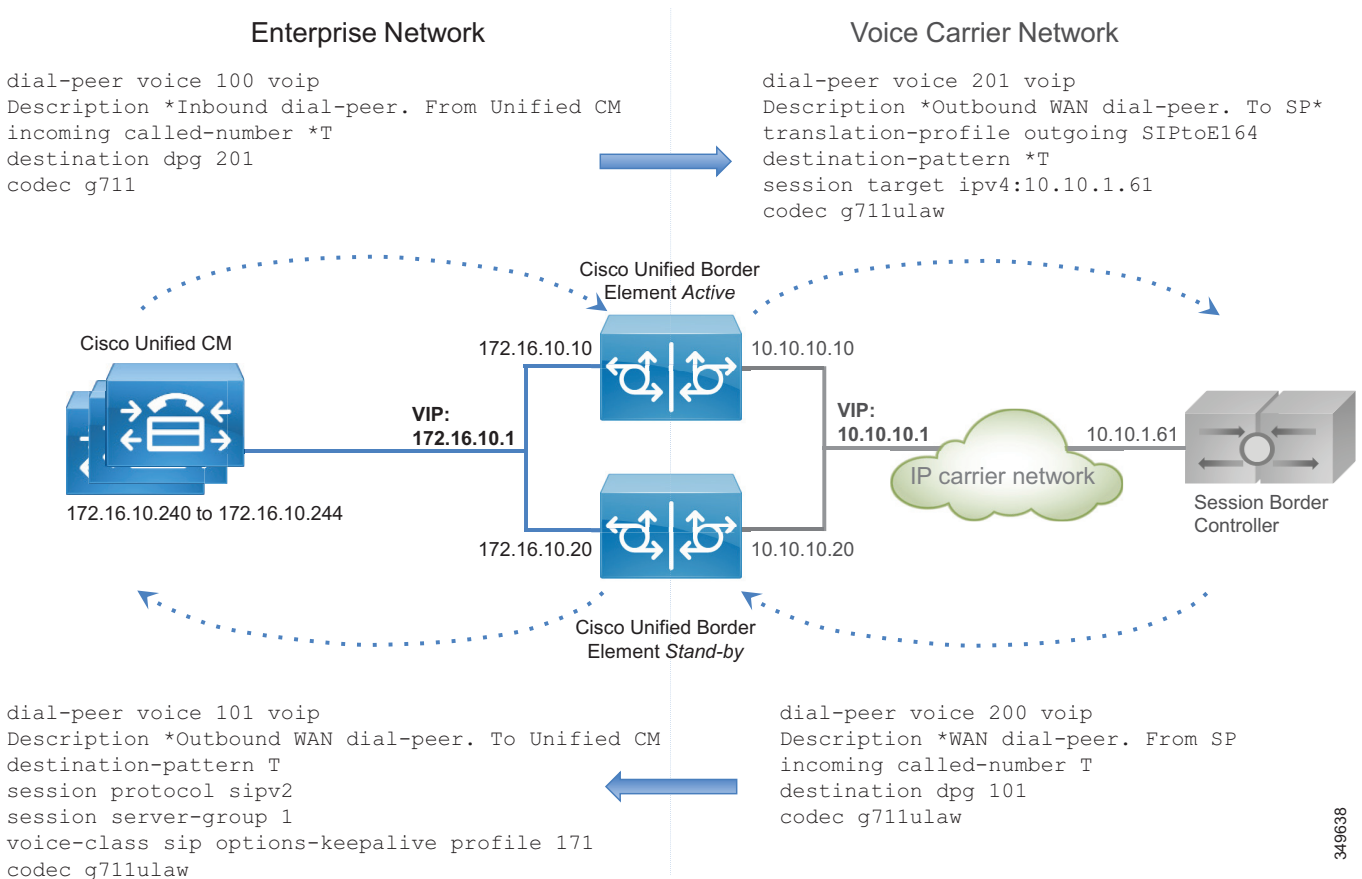 Enterprise Network
Voice Carrier Network
dial-peer voice 100 voip
Description *Inbound dial-peer. From Unified CM
incoming called-number *T
destination dpg 201
codec g711
dial-peer voice 201 voip
Description *Outbound WAN dial-peer. To SP*
translation-profile outgoing SIPtoE164
destination-pattern *T
session target ipv4:10.10.1.61
codec g711ulaw
Cisco Unified Border
Element Active
Cisco Unified CM
172.16.10.10
10.10.10.10
VIP:
172.16.10.1
VIP:
10.10.10.1
10.10.1.61
IP carrier network
172.16.10.240 to 172.16.10.244
Session Border
Controller
172.16.10.20
10.10.10.20
Cisco Unified Border
Element Stand-by
dial-peer voice 101 voip
Description *Outbound WAN dial-peer. To Unified CM
destination-pattern T
session protocol sipv2
session server-group 1
voice-class sip options-keepalive profile 171
codec g711ulaw
dial-peer voice 200 voip
Description *WAN dial-peer. From SP
incoming called-number T
destination dpg 101
codec g711ulaw
349638